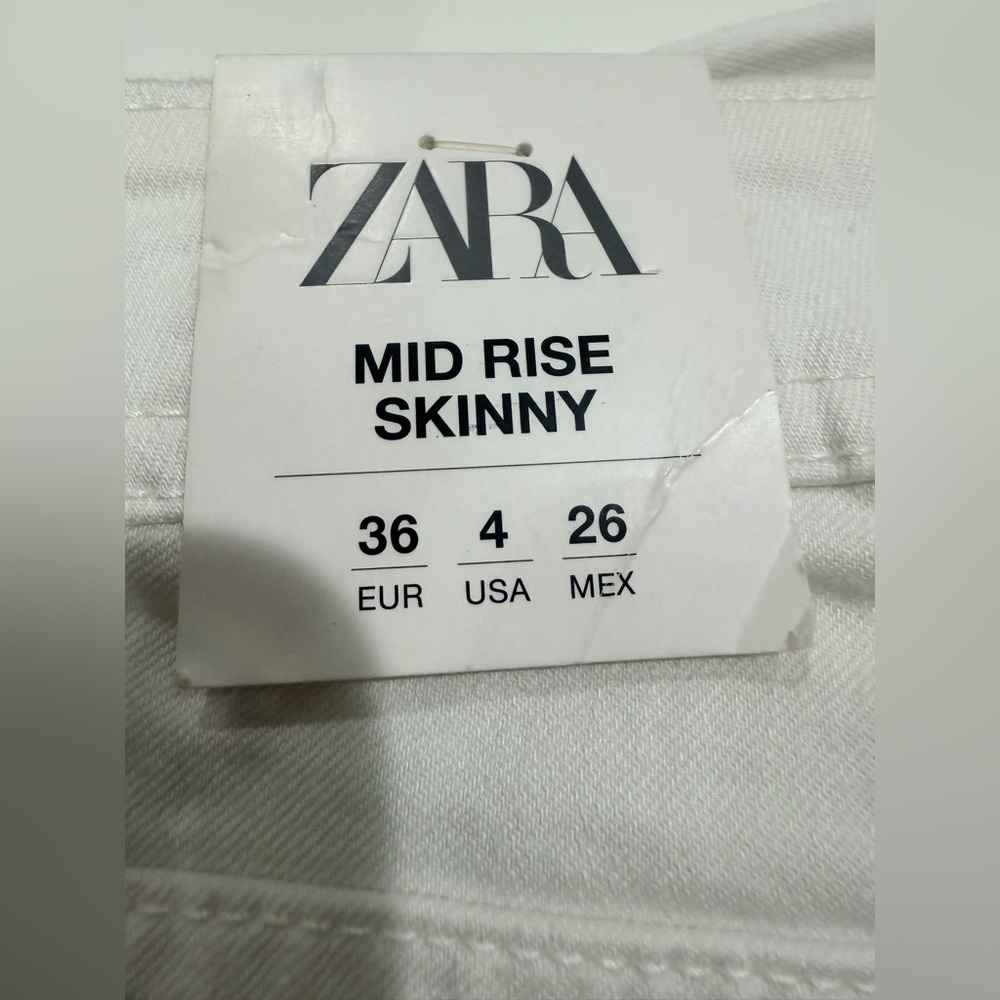 ZARA
MID RISE
SKINNY
36 4 26
EUR USA MEX